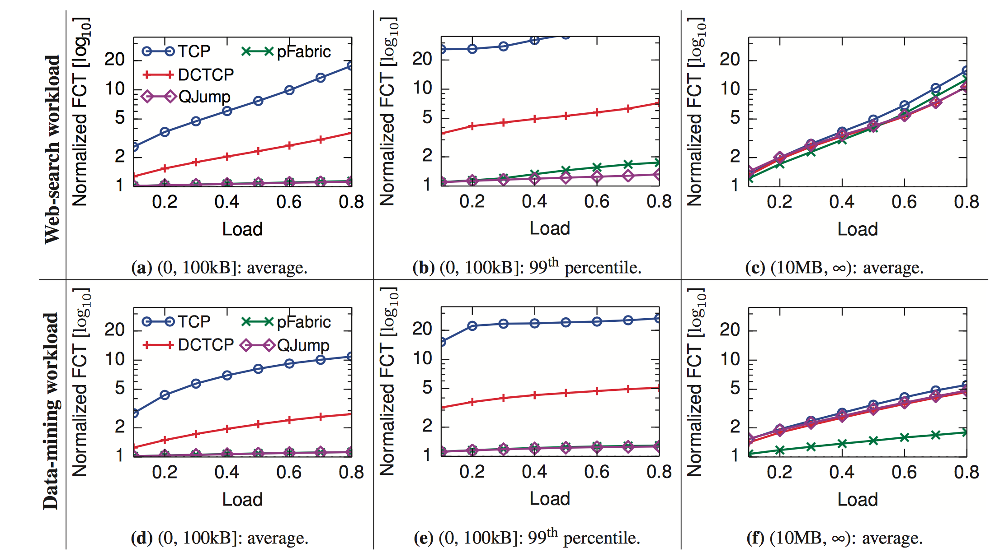 Web-search workload
Normalized FCT [log10]
20
10
5
2
1
TCP
pFabric
DCTCP
QJump
0.2 0.4 0.6 0.8
Load
(a) (0, 100kB]: average.
Normalized FCT [log10]
20
10
5
2
1
0.2 0.4 0.6 0.8
Load
(b) (0, 100kB]: 99th percentile.
Normalized FCT [log10]
20
10
5
2
1
0.2 0.4 0.6 0.8
Load
(c) (10MB, ∞): average.
Data-mining workload
Normalized FCT [log10]
20
10
5
2
1
TCP
pFabric
DCTCP
QJump
0.2 0.4 0.6 0.8
Load
(d) (0, 100kB]: average.
Normalized FCT [log10]
20
10
5
2
1
0.2 0.4 0.6 0.8
Load
(e) (0, 100kB]: 99th percentile.
Normalized FCT [log10]
20
10
5
2
1
0.2 0.4 0.6 0.8
Load
(f) (10MB, ∞): average.